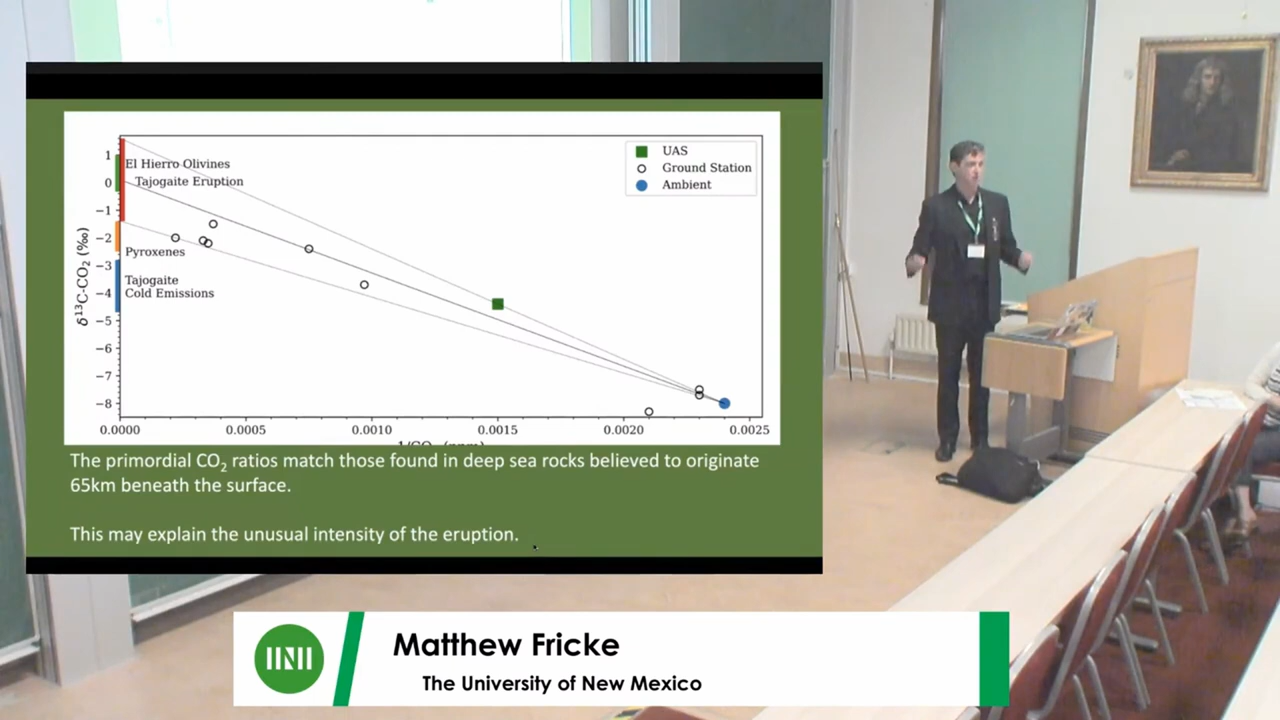 1
0
−1
−2
−3
−4
−5
−6
−7
−8
δ¹³C-CO₂ (‰)
El Hierro Olivines
Tajogaite Eruption
Pyroxenes
Tajogaite
Cold Emissions
UAS
Ground Station
Ambient
0.0000 0.0005 0.0010 0.0015 0.0020 0.0025
1/CO₂ (ppm)
The primordial CO₂ ratios match those found in deep sea rocks believed to originate
65km beneath the surface.
This may explain the unusual intensity of the eruption.
Matthew Fricke
The University of New Mexico